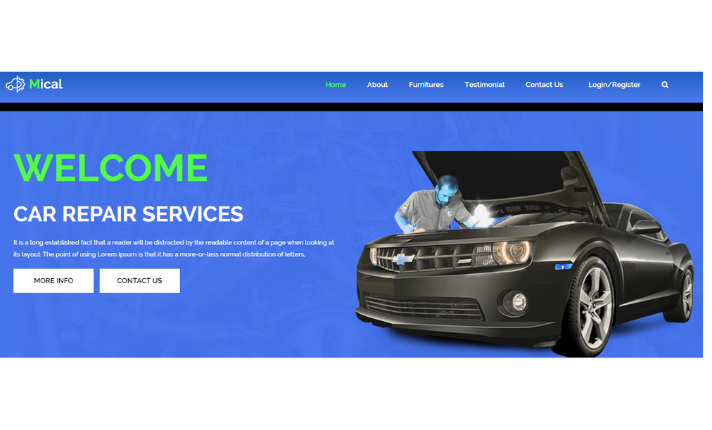 Mical
Home About Furnitures Testimonial Contact Us Login/Register
WELCOME
CAR REPAIR SERVICES
It is a long established fact that a reader will be distracted by the readable content of a page when looking at
its layout. The point of using Lorem Ipsum is that it has a more-or-less normal distribution of letters,
MORE INFO CONTACT US